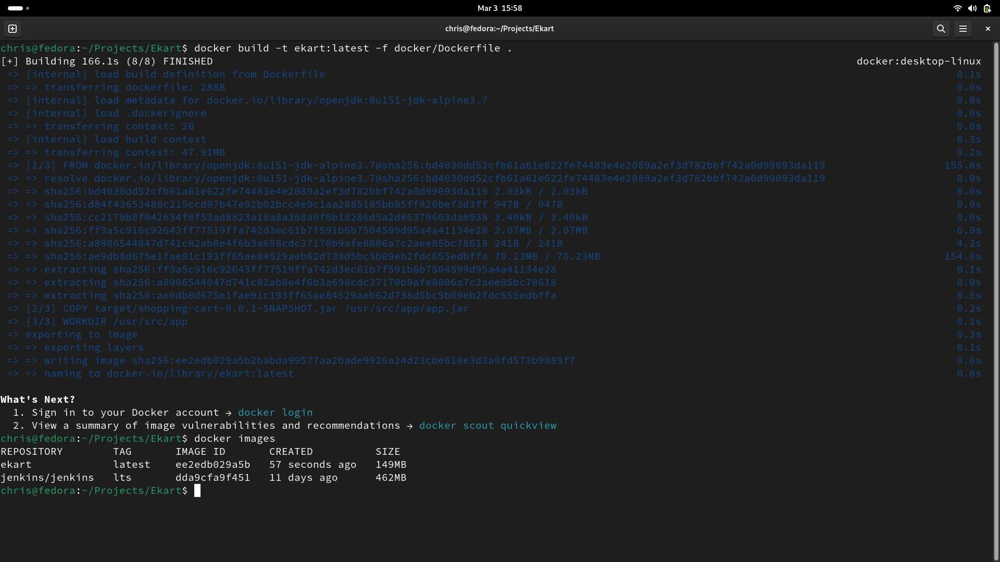 Mar 3 15:58
chris@fedora:~/Projects/Ekart
chris@fedora:~/Projects/Ekart$ docker build -t ekart:latest -f docker/Dockerfile .
[+] Building 166.1s (8/8) FINISHED docker:desktop-linux
=> [internal] load build definition from Dockerfile 0.1s
=> => transferring dockerfile: 288B 0.0s
=> [internal] load metadata for docker.io/library/openjdk:8u151-jdk-alpine3.7 9.8s
=> [internal] load .dockerignore 0.0s
=> => transferring context: 2B 0.0s
=> [internal] load build context 0.3s
=> => transferring context: 47.91MB 0.2s
=> [1/3] FROM docker.io/library/openjdk:8u151-jdk-alpine3.7@sha256:bd4030dd52cfb61a61e622fe74483e4e2089a2ef3d782bbf742a0d99093da119 155.6s
=> => resolve docker.io/library/openjdk:8u151-jdk-alpine3.7@sha256:bd4030dd52cfb61a61e622fe74483e4e2089a2ef3d782bbf742a0d99093da119 0.0s
=> => sha256:bd4030dd52cfb61a61e622fe74483e4e2089a2ef3d782bbf742a0d99093da119 2.03kB / 2.03kB 0.0s
=> => sha256:d84f43653480c215ccd97b47e02b02bcc4e9c1aa2885185bb85ff820bef3d3ff 947B / 947B 0.0s
=> => sha256:cc2179b8f042634f8f53ad8823a18a8a308a0f0b10286d5a2d86370603da0938 3.40kB / 3.40kB 0.0s
=> => sha256:ff3a5c916c92643ff77519ffa742d3ec61b7f591b6b7504599d95a4a41134e28 2.07MB / 2.07MB 6.9s
=> => sha256:a8906544047d741c82ab8e4f6b3a698cdc37170b9afe8006a7c2aee85bc78618 241B / 241B 4.2s
=> => sha256:ae9db8d675e1fae91c193ff65ae84529aeb62d738d5bc5b09eb2fdc655edbffa 70.23MB / 70.23MB 154.8s
=> => extracting sha256:ff3a5c916c92643ff77519ffa742d3ec61b7f591b6b7504599d95a4a41134e28 0.1s
=> => extracting sha256:a8906544047d741c82ab8e4f6b3a698cdc37170b9afe8006a7c2aee85bc78618 0.0s
=> => extracting sha256:ae9db8d675e1fae91c193ff65ae84529aeb62d738d5bc5b09eb2fdc655edbffa 0.5s
=> [2/3] COPY target/shopping-cart-0.0.1-SNAPSHOT.jar /usr/src/app/app.jar 0.2s
=> [3/3] WORKDIR /usr/src/app 0.1s
=> exporting to image 0.2s
=> => exporting layers 0.1s
=> => writing image sha256:ee2edb029a5b2babda99577aa2bade9926a24d23cbe610e3d3a0fd573b9089f7 0.0s
=> => naming to docker.io/library/ekart:latest 0.0s
What's Next?
1. Sign in to your Docker account → docker login
2. View a summary of image vulnerabilities and recommendations → docker scout quickview
chris@fedora:~/Projects/Ekart$ docker images
REPOSITORY TAG IMAGE ID CREATED SIZE
ekart latest ee2edb029a5b 57 seconds ago 149MB
jenkins/jenkins lts dda9cfa9f451 11 days ago 462MB
chris@fedora:~/Projects/Ekart$